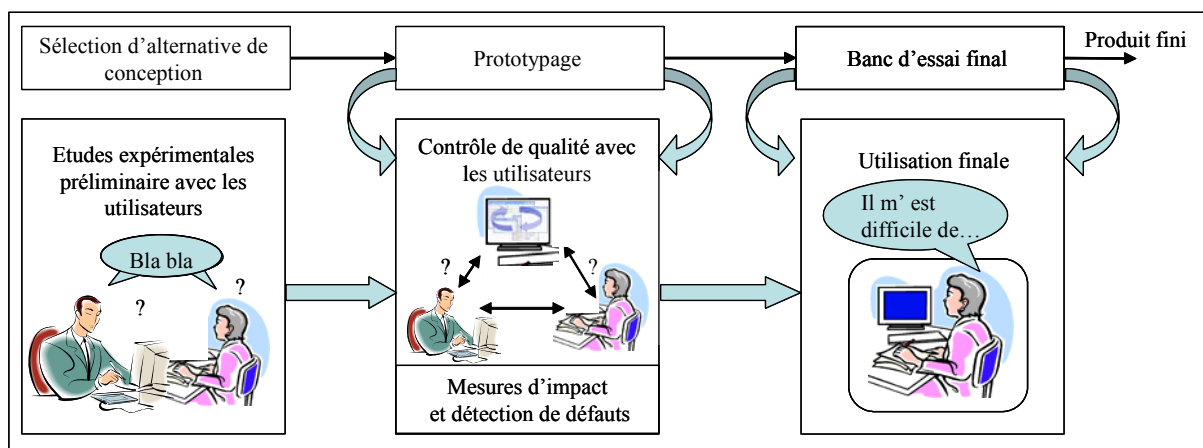 Sélection d’alternative de
conception
Prototypage
Banc d’essai final
Produit fini
Etudes expérimentales
préliminaire avec les
utilisateurs
Bla bla
?
?
Contrôle de qualité avec
les utilisateurs
?
?
Mesures d’impact
et détection de défauts
Utilisation finale
Il m’ est
difficile de…